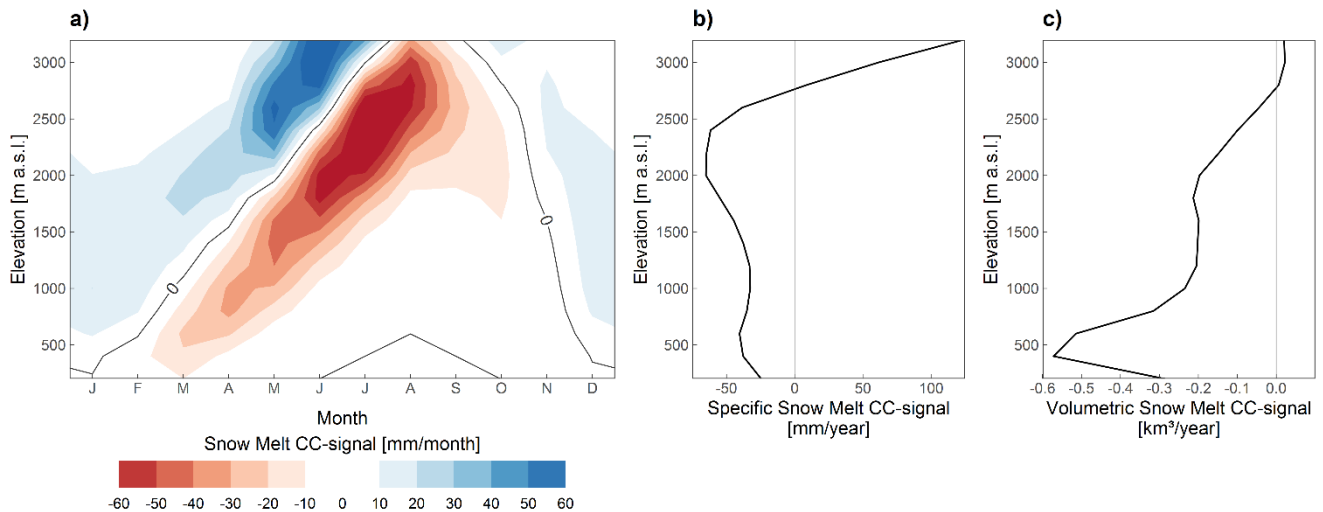 a)
3000
2500
2000
1500
1000
500
Elevation [m a.s.l.]
0
0
J F M A M J J A S O N D
Month
Snow Melt CC-signal [mm/month]
-60 -50 -40 -30 -20 -10 0 10 20 30 40 50 60
b)
3000
2500
2000
1500
1000
500
Elevation [m a.s.l.]
-50 0 50 100
Specific Snow Melt CC-signal
[mm/year]
c)
3000
2500
2000
1500
1000
500
Elevation [m a.s.l.]
-0.6 -0.5 -0.4 -0.3 -0.2 -0.1 0.0
Volumetric Snow Melt CC-signal
[km³/year]